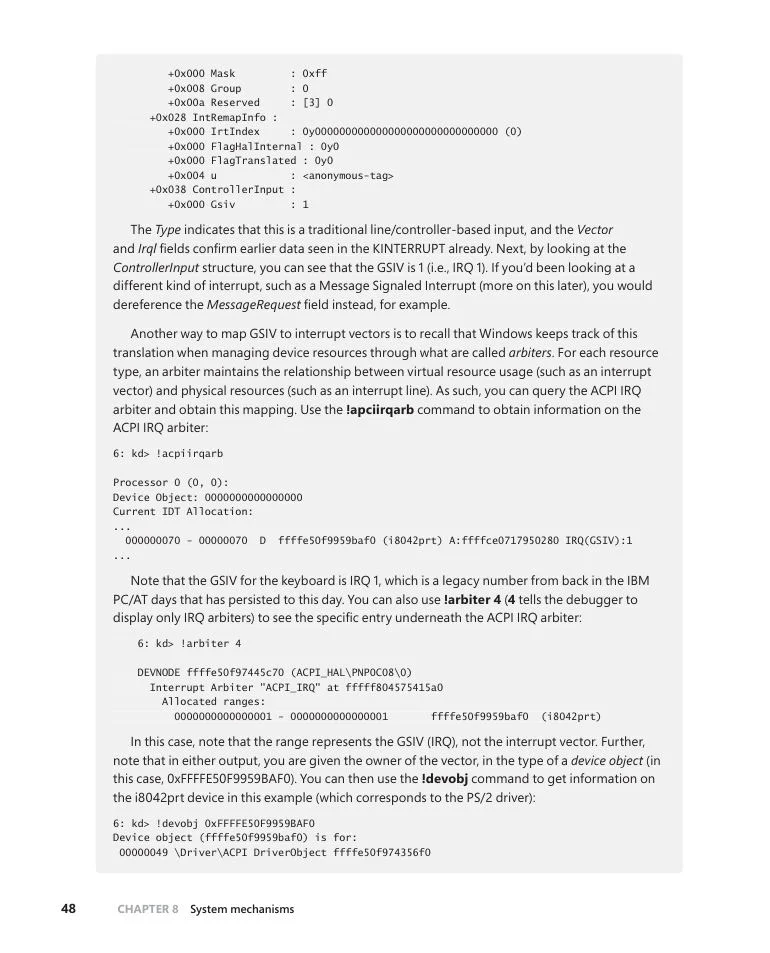 +0x000 Mask : 0xff
+0x008 Group : 0
+0x00a Reserved : [3] 0
+0x028 IntRemapInfo :
+0x000 IrtIndex : 0y000000000000000000000000000000 (0)
+0x000 FlagHalInternal : 0y0
+0x000 FlagTranslated : 0y0
+0x004 u : <anonymous-tag>
+0x038 ControllerInput :
+0x000 Gsiv : 1
The Type indicates that this is a traditional line/controller-based input, and the Vector
and Irql fields confirm earlier data seen in the KINTERRUPT already. Next, by looking at the
ControllerInput structure, you can see that the GSIV is 1 (i.e., IRQ 1). If you’d been looking at a
different kind of interrupt, such as a Message Signaled Interrupt (more on this later), you would
dereference the MessageRequest field instead, for example.
Another way to map GSIV to interrupt vectors is to recall that Windows keeps track of this
translation when managing device resources through what are called arbiters. For each resource
type, an arbiter maintains the relationship between virtual resource usage (such as an interrupt
vector) and physical resources (such as an interrupt line). As such, you can query the ACPI IRQ
arbiter and obtain this mapping. Use the !apciirqarb command to obtain information on the
ACPI IRQ arbiter:
6: kd> !acpiirqarb
Processor 0 (0, 0):
Device Object: 0000000000000000
Current IDT Allocation:
...
000000070 - 00000070 D ffffe50f9959baf0 (i8042prt) A:ffffce0717950280 IRQ(GSIV):1
...
Note that the GSIV for the keyboard is IRQ 1, which is a legacy number from back in the IBM
PC/AT days that has persisted to this day. You can also use !arbiter 4 (4 tells the debugger to
display only IRQ arbiters) to see the specific entry underneath the ACPI IRQ arbiter:
6: kd> !arbiter 4
DEVNODE ffffe50f97445c70 (ACPI_HAL\PNP0C08\0)
Interrupt Arbiter "ACPI_IRQ" at fffff804575415a0
Allocated ranges:
0000000000000001 - 0000000000000001 ffffe50f9959baf0 (i8042prt)
In this case, note that the range represents the GSIV (IRQ), not the interrupt vector. Further,
note that in either output, you are given the owner of the vector, in the type of a device object (in
this case, 0xFFFFE50F9959BAF0). You can then use the !devobj command to get information on
the i8042prt device in this example (which corresponds to the PS/2 driver):
6: kd> !devobj 0xFFFFE50F9959BAF0
Device object (ffffe50f9959baf0) is for:
00000049 \Driver\ACPI DriverObject ffffe50f974356f0
48 CHAPTER 8 System mechanisms